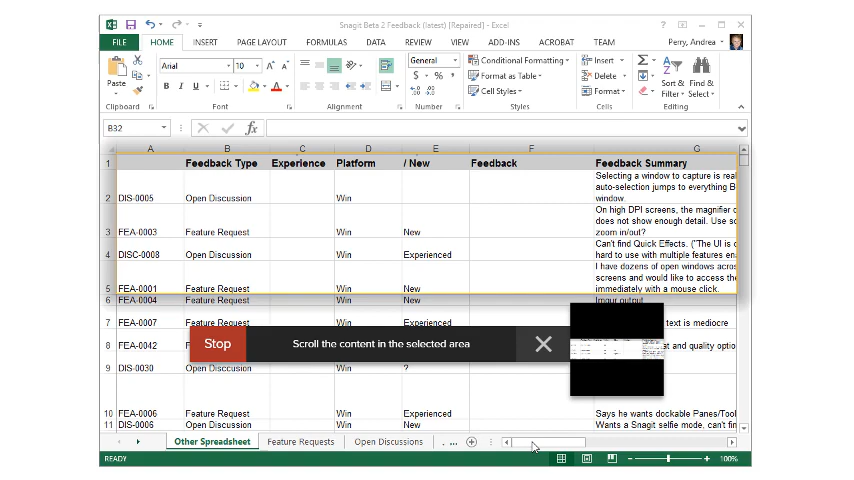 Snagit Beta 2 Feedback (latest) [Repaired] - Excel
FILE HOME INSERT PAGE LAYOUT FORMULAS DATA REVIEW VIEW ADD-INS ACROBAT TEAM Perry, Andrea
Paste
Arial 10
B I U
General
$ % ,
Conditional Formatting
Format as Table
Cell Styles
Insert
Delete
Format
Sort & Filter
Find & Select
Clipboard Font Alignment Number Styles Cells Editing
B32 fx
A B C D E F G
1 Feedback Type Experience Platform / New Feedback Feedback Summary
Selecting a window to capture is real
auto-selection jumps to everything B
2 DIS-0005 Open Discussion Win window.
On high DPI screens, the magnifier
does not show enough detail. Use
3 FEA-0003 Feature Request Win New zoom in/out?
Can't find Quick Effects. ("The UI is
4 DISC-0008 Open Discussion Win Experienced hard to use with multiple features
I have dozens of open windows across
screens and would like to access
5 FEA-0001 Feature Request Win New immediately with a mouse click.
6 FEA-0004 Feature Request Win New Imgur output
7 FEA-0007 Feature Request Win Experienced text is mediocre
Stop Scroll the content in the selected area
8 FEA-0042 Win and quality
9 DIS-0030 Open Discussion Win ?
10 FEA-0006 Feature Request Win Experienced Says he wants dockable Panes/Tool
11 DIS-0006 Open Discussion Win New Wants a Snagit selfie mode, can't
Other Spreadsheet Feature Requests Open Discussions . ...
READY 100%